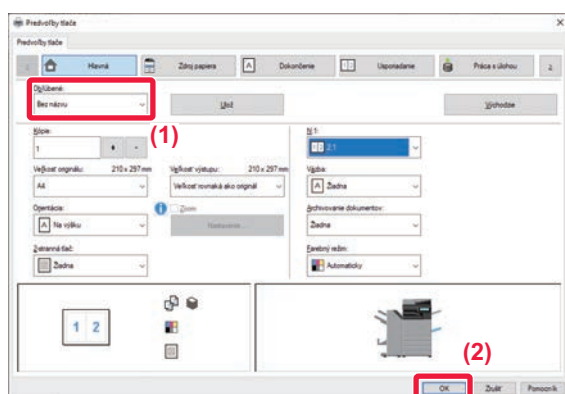 Predvoľby tlače
Predvoľby tlače
Hlavná
Zdroj papiera
Dokončenie
Usporiadanie
Práca s úlohou
Obľúbené:
Bez názvu
Ulož
Východzie
(1)
Kópie:
1
N.1:
2:1
Veľkosť originálu:
210 x 297 mm
A4
Veľkosť výstupu:
210 x 297 mm
Veľkosť rovnaká ako originál
Väzba:
Žiadna
Orientácia:
Na výšku
Zoom
Nastavenie...
Archivovanie dokumentov:
Žiadna
2-stranná tlač:
Žiadna
Farebný režim:
Automaticky
1 2
(2)
OK
Zrušiť
Pomocník